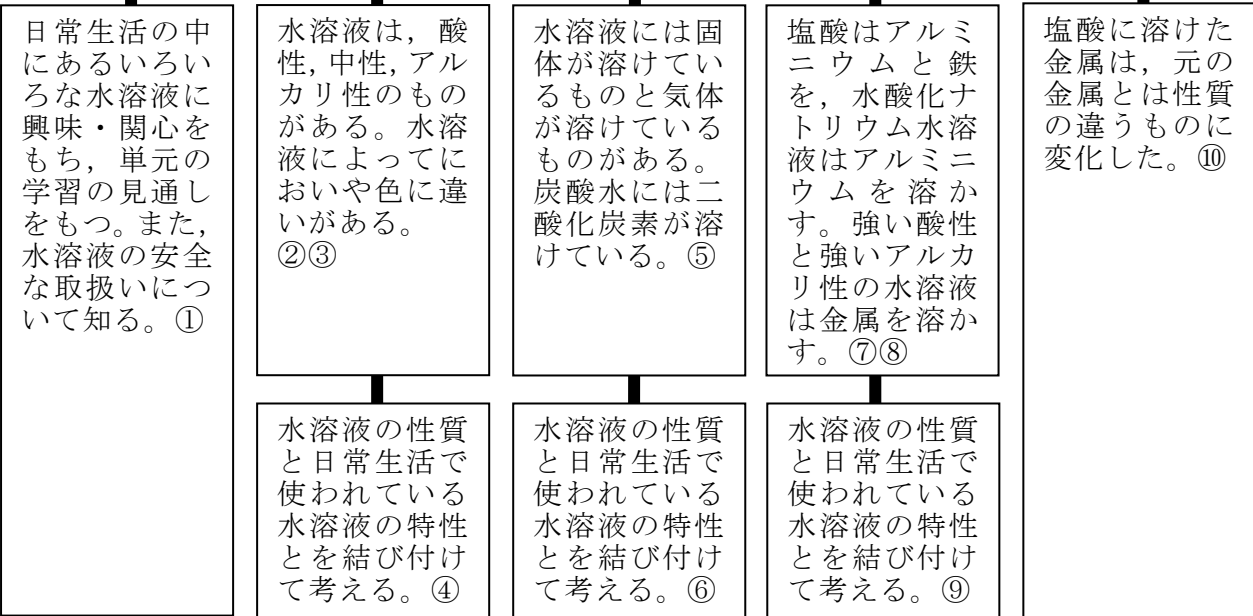 日常生活の中
にあるいろい
ろな水溶液に
興味・関心を
もち，単元の
学習の見通し
をもつ。また，
水溶液の安全
な取扱いにつ
いて知る。①
水溶液は，酸
性，中性，アル
カリ性のもの
がある。水溶
液によってに
おいや色に違
いがある。
②③
水溶液の性質
と日常生活で
使われている
水溶液の特性
とを結び付け
て考える。④
水溶液には固
体が溶けてい
るものと気体
が溶けている
ものがある。
炭酸水には二
酸化炭素が溶
けている。⑤
水溶液の性質
と日常生活で
使われている
水溶液の特性
とを結び付け
て考える。⑥
塩酸はアルミ
ニウムと鉄
を，水酸化ナ
トリウム水溶
液はアルミニ
ウムを溶か
す。強い酸性
と強いアルカ
リ性の水溶液
は金属を溶か
す。⑦⑧
水溶液の性質
と日常生活で
使われている
水溶液の特性
とを結び付け
て考える。⑨
塩酸に溶けた
金属は，元の
金属とは性質
の違うものに
変化した。⑩